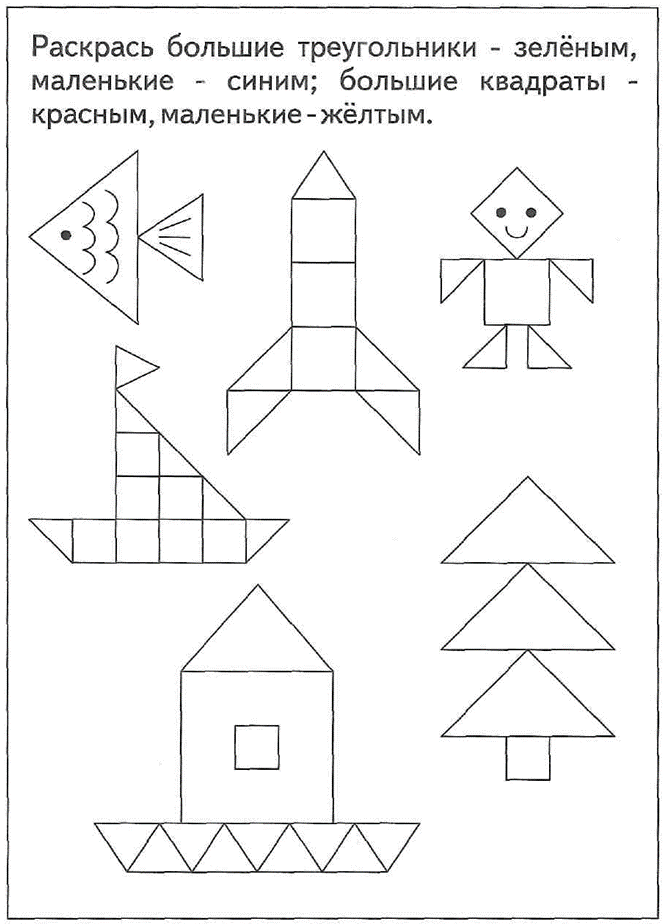 Раскрась большие треугольники - зелёным,
маленькие - синим; большие квадраты -
красным, маленькие - жёлтым.